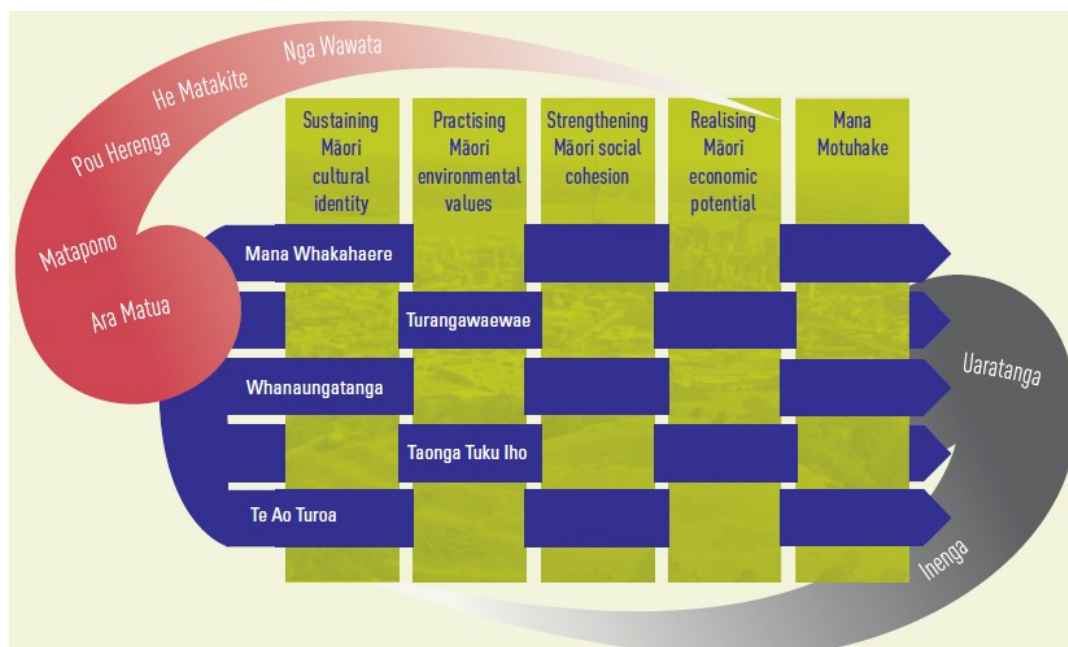 Nga Wawata
He Matakite
Pou Herenga
Matapono
Ara Matua
Sustaining
Māori
cultural
identity
Practising
Māori
environmental
values
Strengthening
Māori social
cohesion
Realising
Māori
economic
potential
Mana
Motuhake
Mana Whakahaere
Turangawaewae
Whanaungatanga
Taonga Tuku Iho
Te Ao Turoa
Uaratanga
Inenga